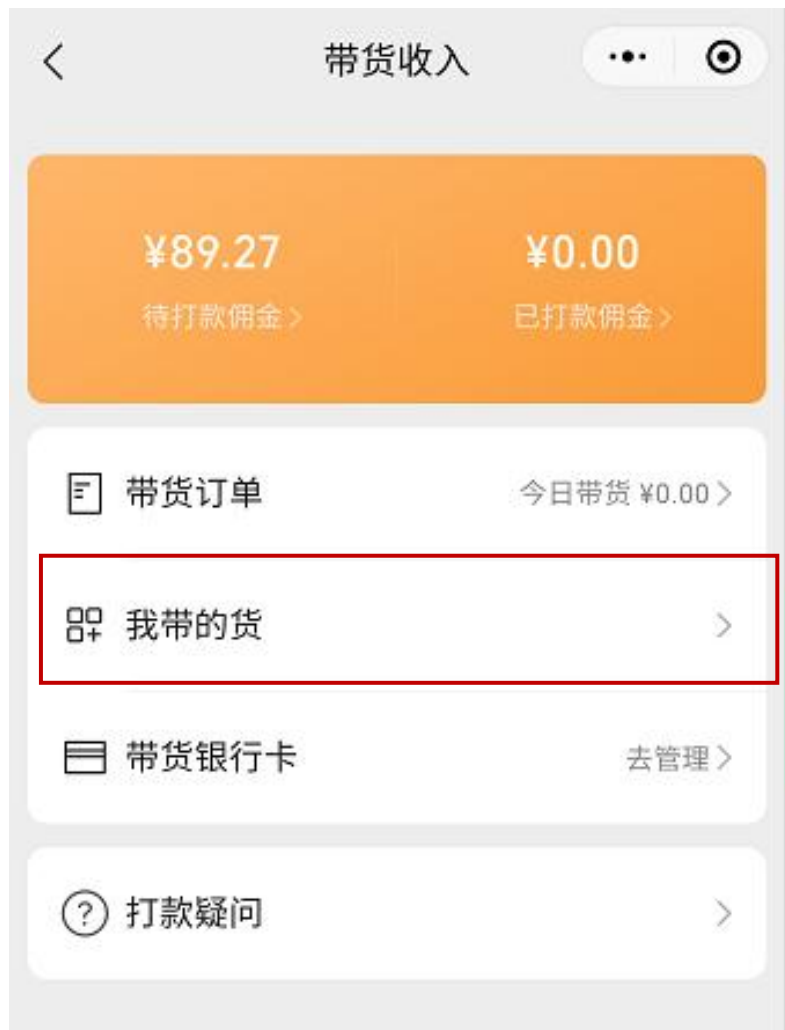 带货收入
¥89.27 ¥0.00
待打款佣金 已打款佣金
带货订单 今日带货 ¥0.00
我带的货
带货银行卡 去管理
打款疑问